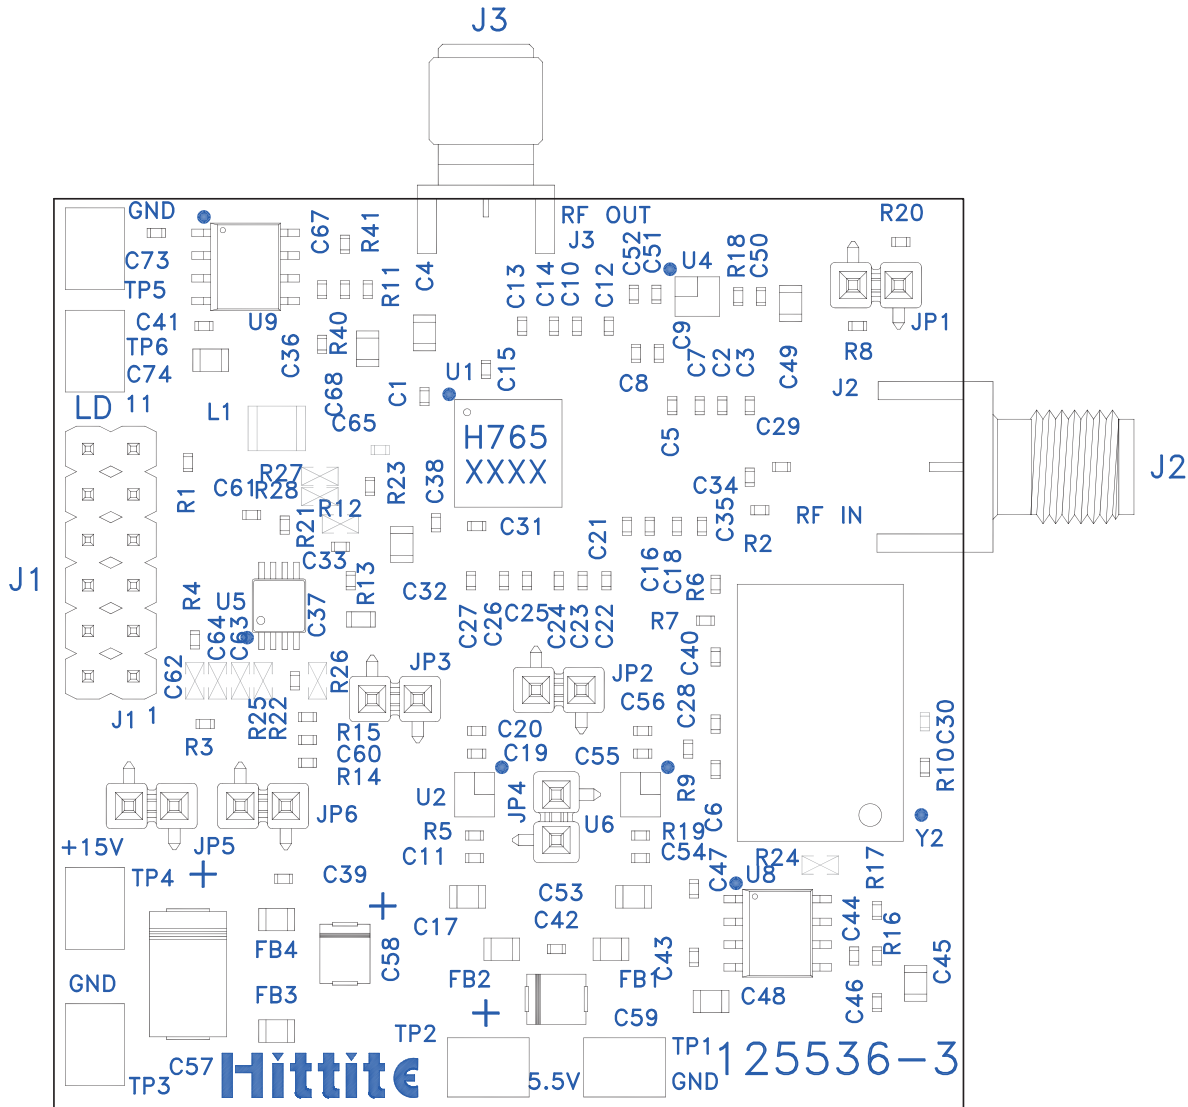 J3
GND
C67
R41
RF OUT
J3
R20
C73
TP5
U9
C4
R11
C13
C14
C10
C12
C52
C51
U4
R18
C50
JP1
C41
TP6
C74
C36
R40
C68
C65
C1
U1
C15
C8
C9
C7
C2
C3
C49
R8
J2
LD 11
L1
H765
XXXX
C5
C29
J2
R1
R27
C61
R28
R12
R21
C33
R23
C38
C31
C21
C34
C35
RF IN
R2
J1
R4
U5
C64
C63
C37
R13
C32
C27
C26
C25
C24
C23
C22
C16
C18
R6
R7
C40
C62
R25
R22
R26
JP3
JP2
C56
C28
C30
J1 1
R3
R15
C60
R14
C20
C19
C55
R9
R10
JP5
JP6
U2
JP4
U6
C6
Y2
+15V
TP4
+
R5
C11
R19
C54
C47
R24
U8
R17
C39
+
C17
C53
C42
C44
R16
FB4
C58
GND
FB2
FB1
C43
C45
FB3
+
C48
C46
C59
TP2
TP1
125536-3
C57
TP3
Hittite
5.5V
GND